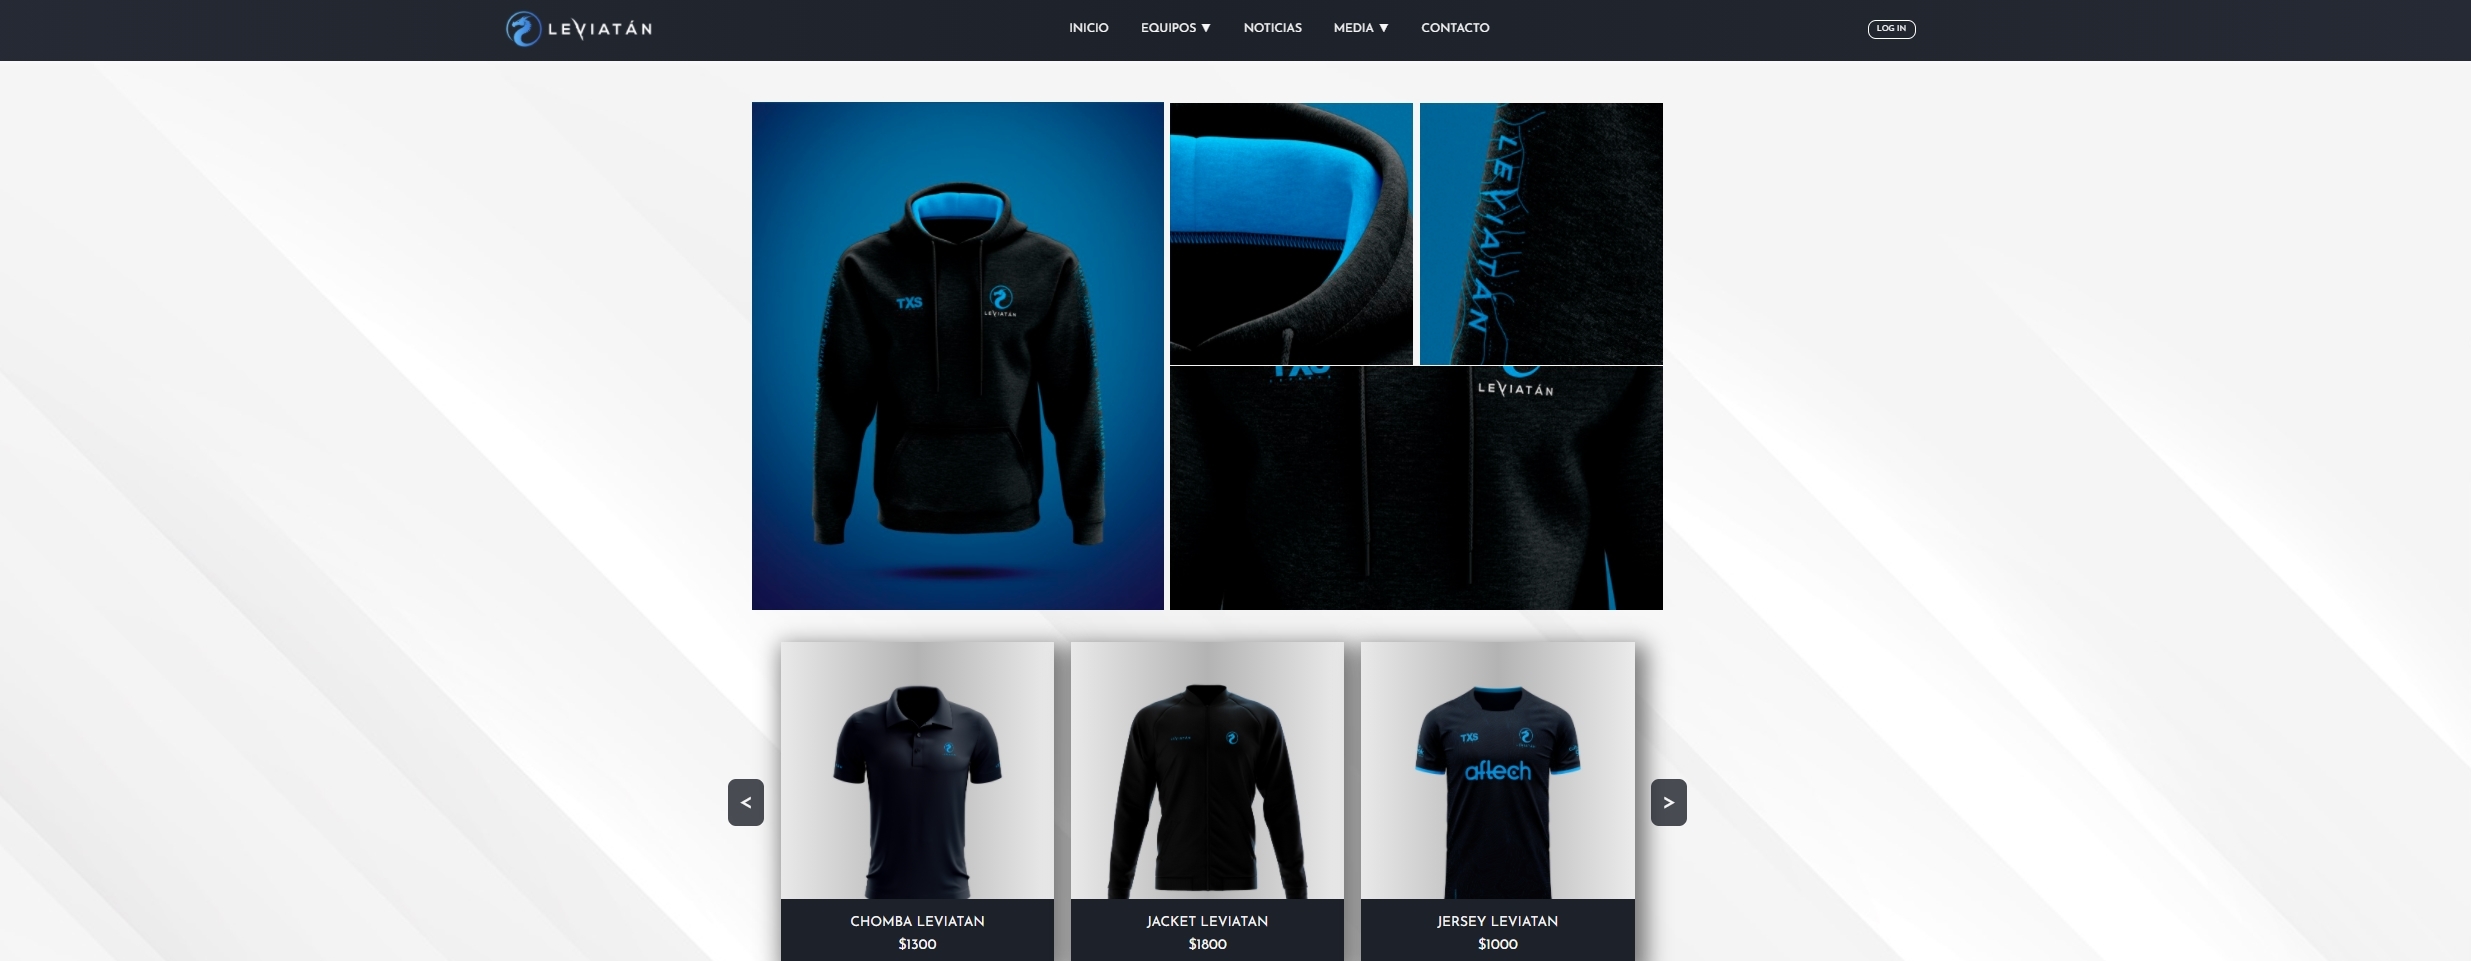 LEVIATÁN
INICIO EQUIPOS ▼ NOTICIAS MEDIA ▼ CONTACTO
LOG IN
TXS
LEVIATÁN
LEVIATÁN
TXS
LEVIATÁN
TXS
aftech
< >
CHOMBA LEVIATAN
$1300
JACKET LEVIATAN
$1800
JERSEY LEVIATAN
$1000